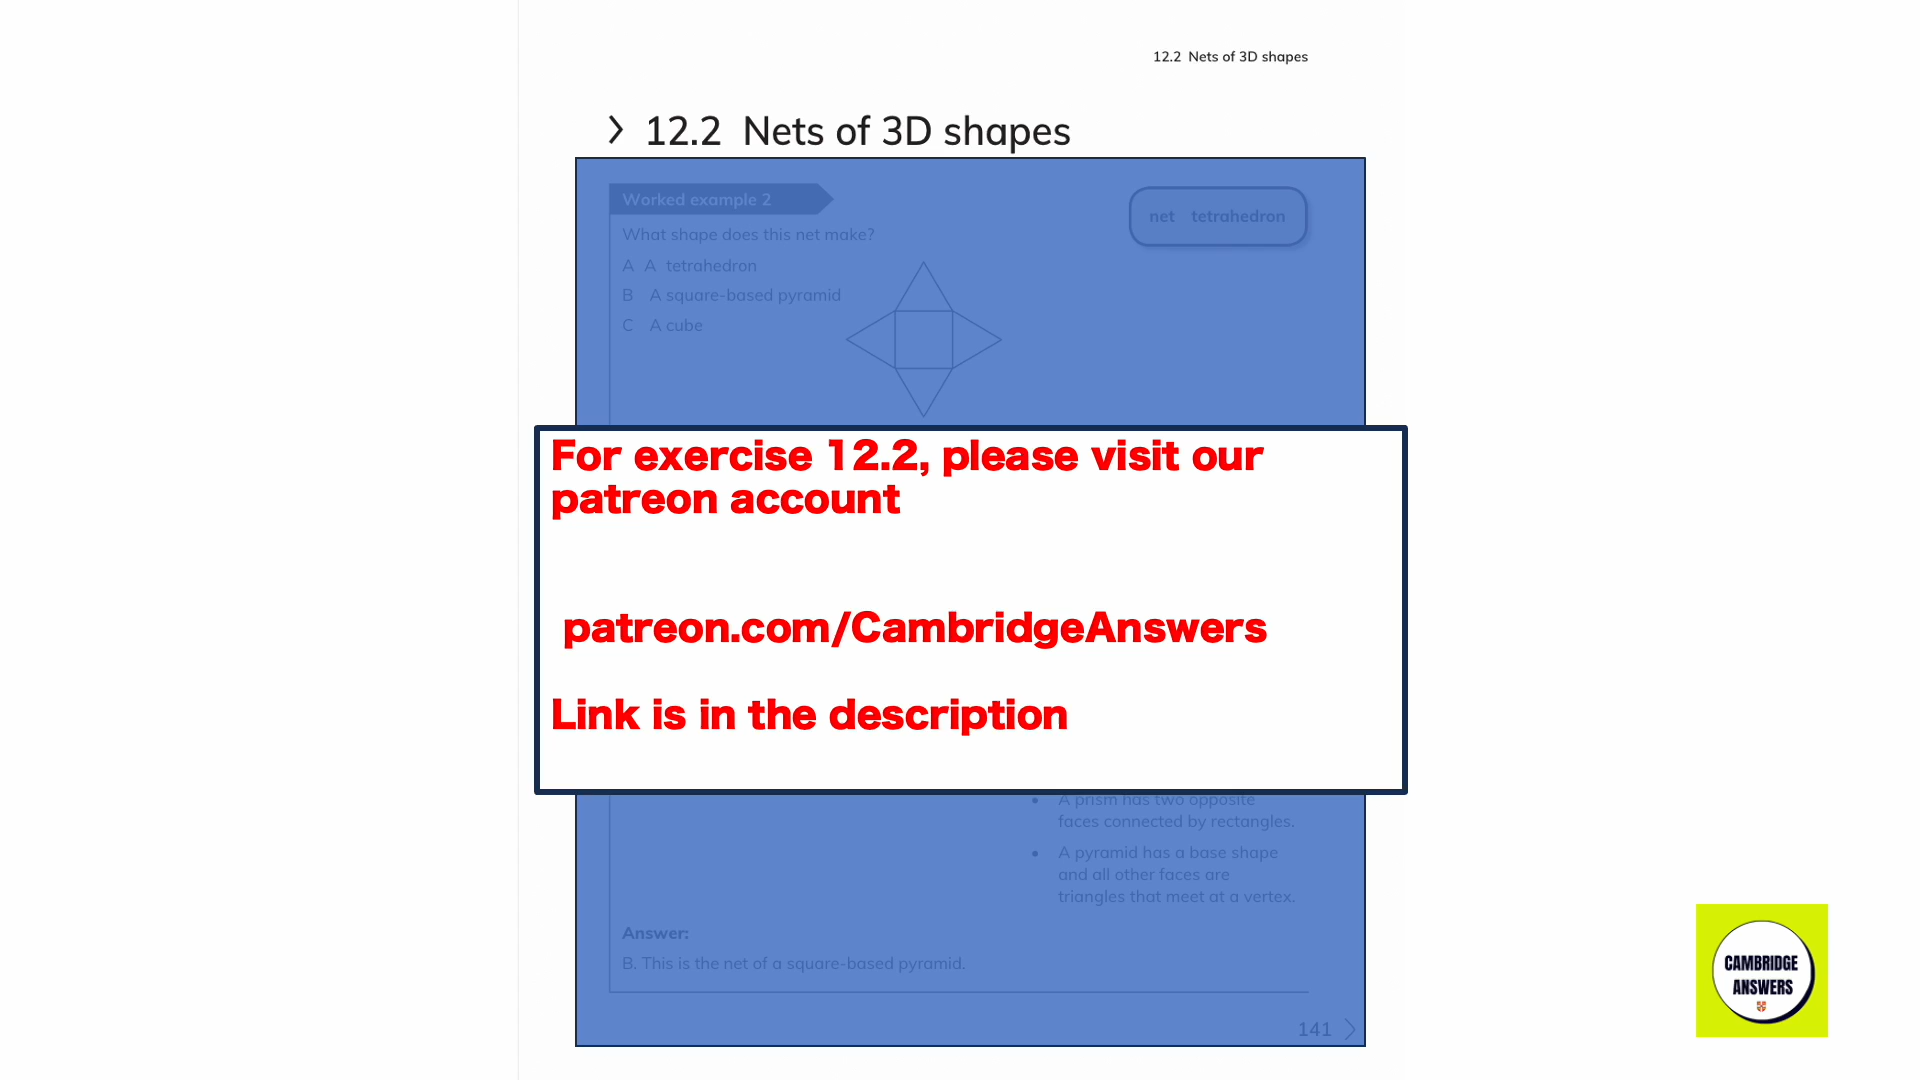 12.2 Nets of 3D shapes
12.2 Nets of 3D shapes
Worked example 2
net tetrahedron
What shape does this net make?
A A tetrahedron
B A square-based pyramid
C A cube
For exercise 12.2, please visit our
patreon account
patreon.com/CambridgeAnswers
Link is in the description
• A prism has two opposite
faces connected by rectangles.
• A pyramid has a base shape
and all other faces are
triangles that meet at a vertex.
Answer:
B. This is the net of a square-based pyramid.
141
CAMBRIDGE
ANSWERS